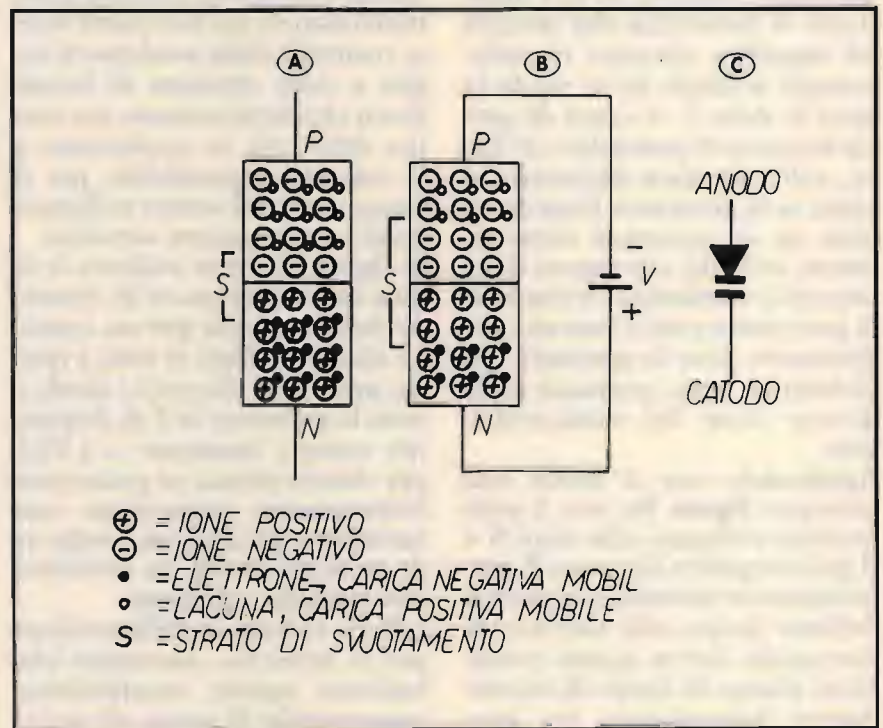 A B C
P P
ANODO
S S - V
+
CATODO
N N
⊕ = IONE POSITIVO
⊖ = IONE NEGATIVO
• = ELETTRONE, CARICA NEGATIVA MOBIL
∘ = LACUNA, CARICA POSITIVA MOBILE
S = STRATO DI SVUOTAMENTO